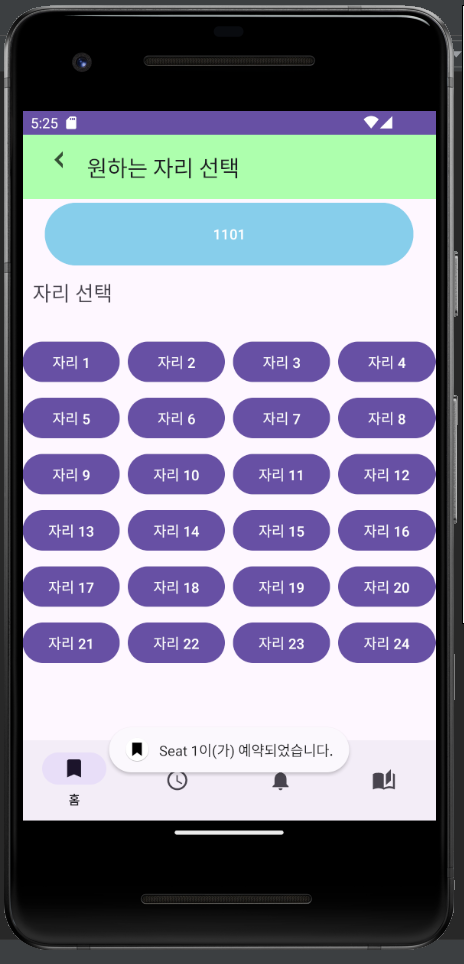 5:25
원하는 자리 선택
1101
자리 선택
자리 1 자리 2 자리 3 자리 4
자리 5 자리 6 자리 7 자리 8
자리 9 자리 10 자리 11 자리 12
자리 13 자리 14 자리 15 자리 16
자리 17 자리 18 자리 19 자리 20
자리 21 자리 22 자리 23 자리 24
Seat 1이(가) 예약되었습니다.
홈